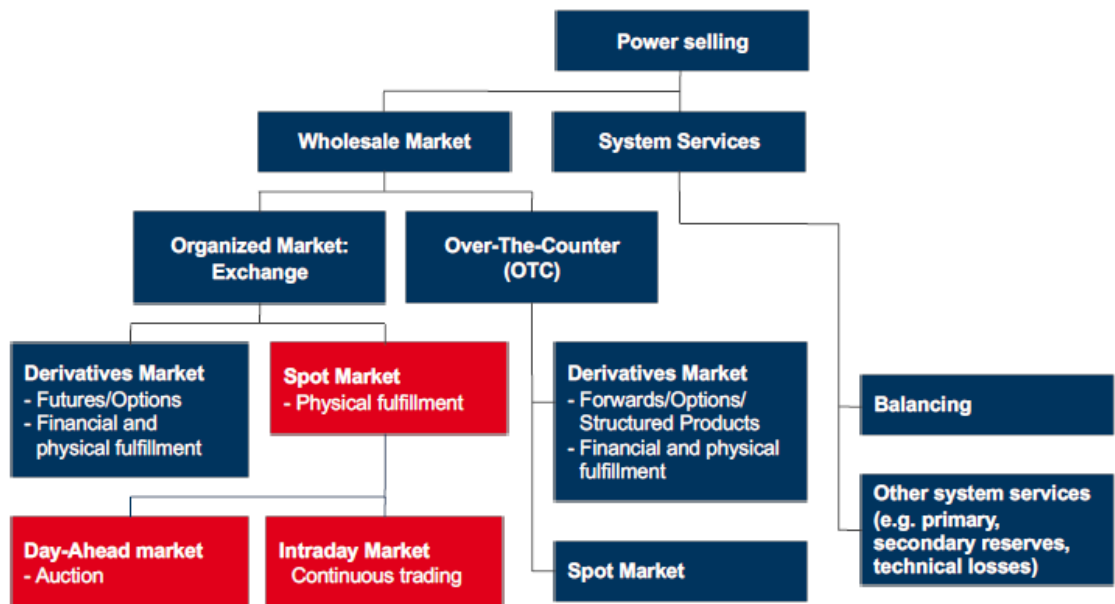 Power selling
Wholesale Market
System Services
Organized Market:
Exchange
Over-The-Counter
(OTC)
Derivatives Market
- Futures/Options
- Financial and
physical fulfillment
Spot Market
- Physical fulfillment
Derivatives Market
- Forwards/Options/
Structured Products
- Financial and physical
fulfillment
Balancing
Day-Ahead market
- Auction
Intraday Market
Continuous trading
Spot Market
Other system services
(e.g. primary,
secondary reserves,
technical losses)